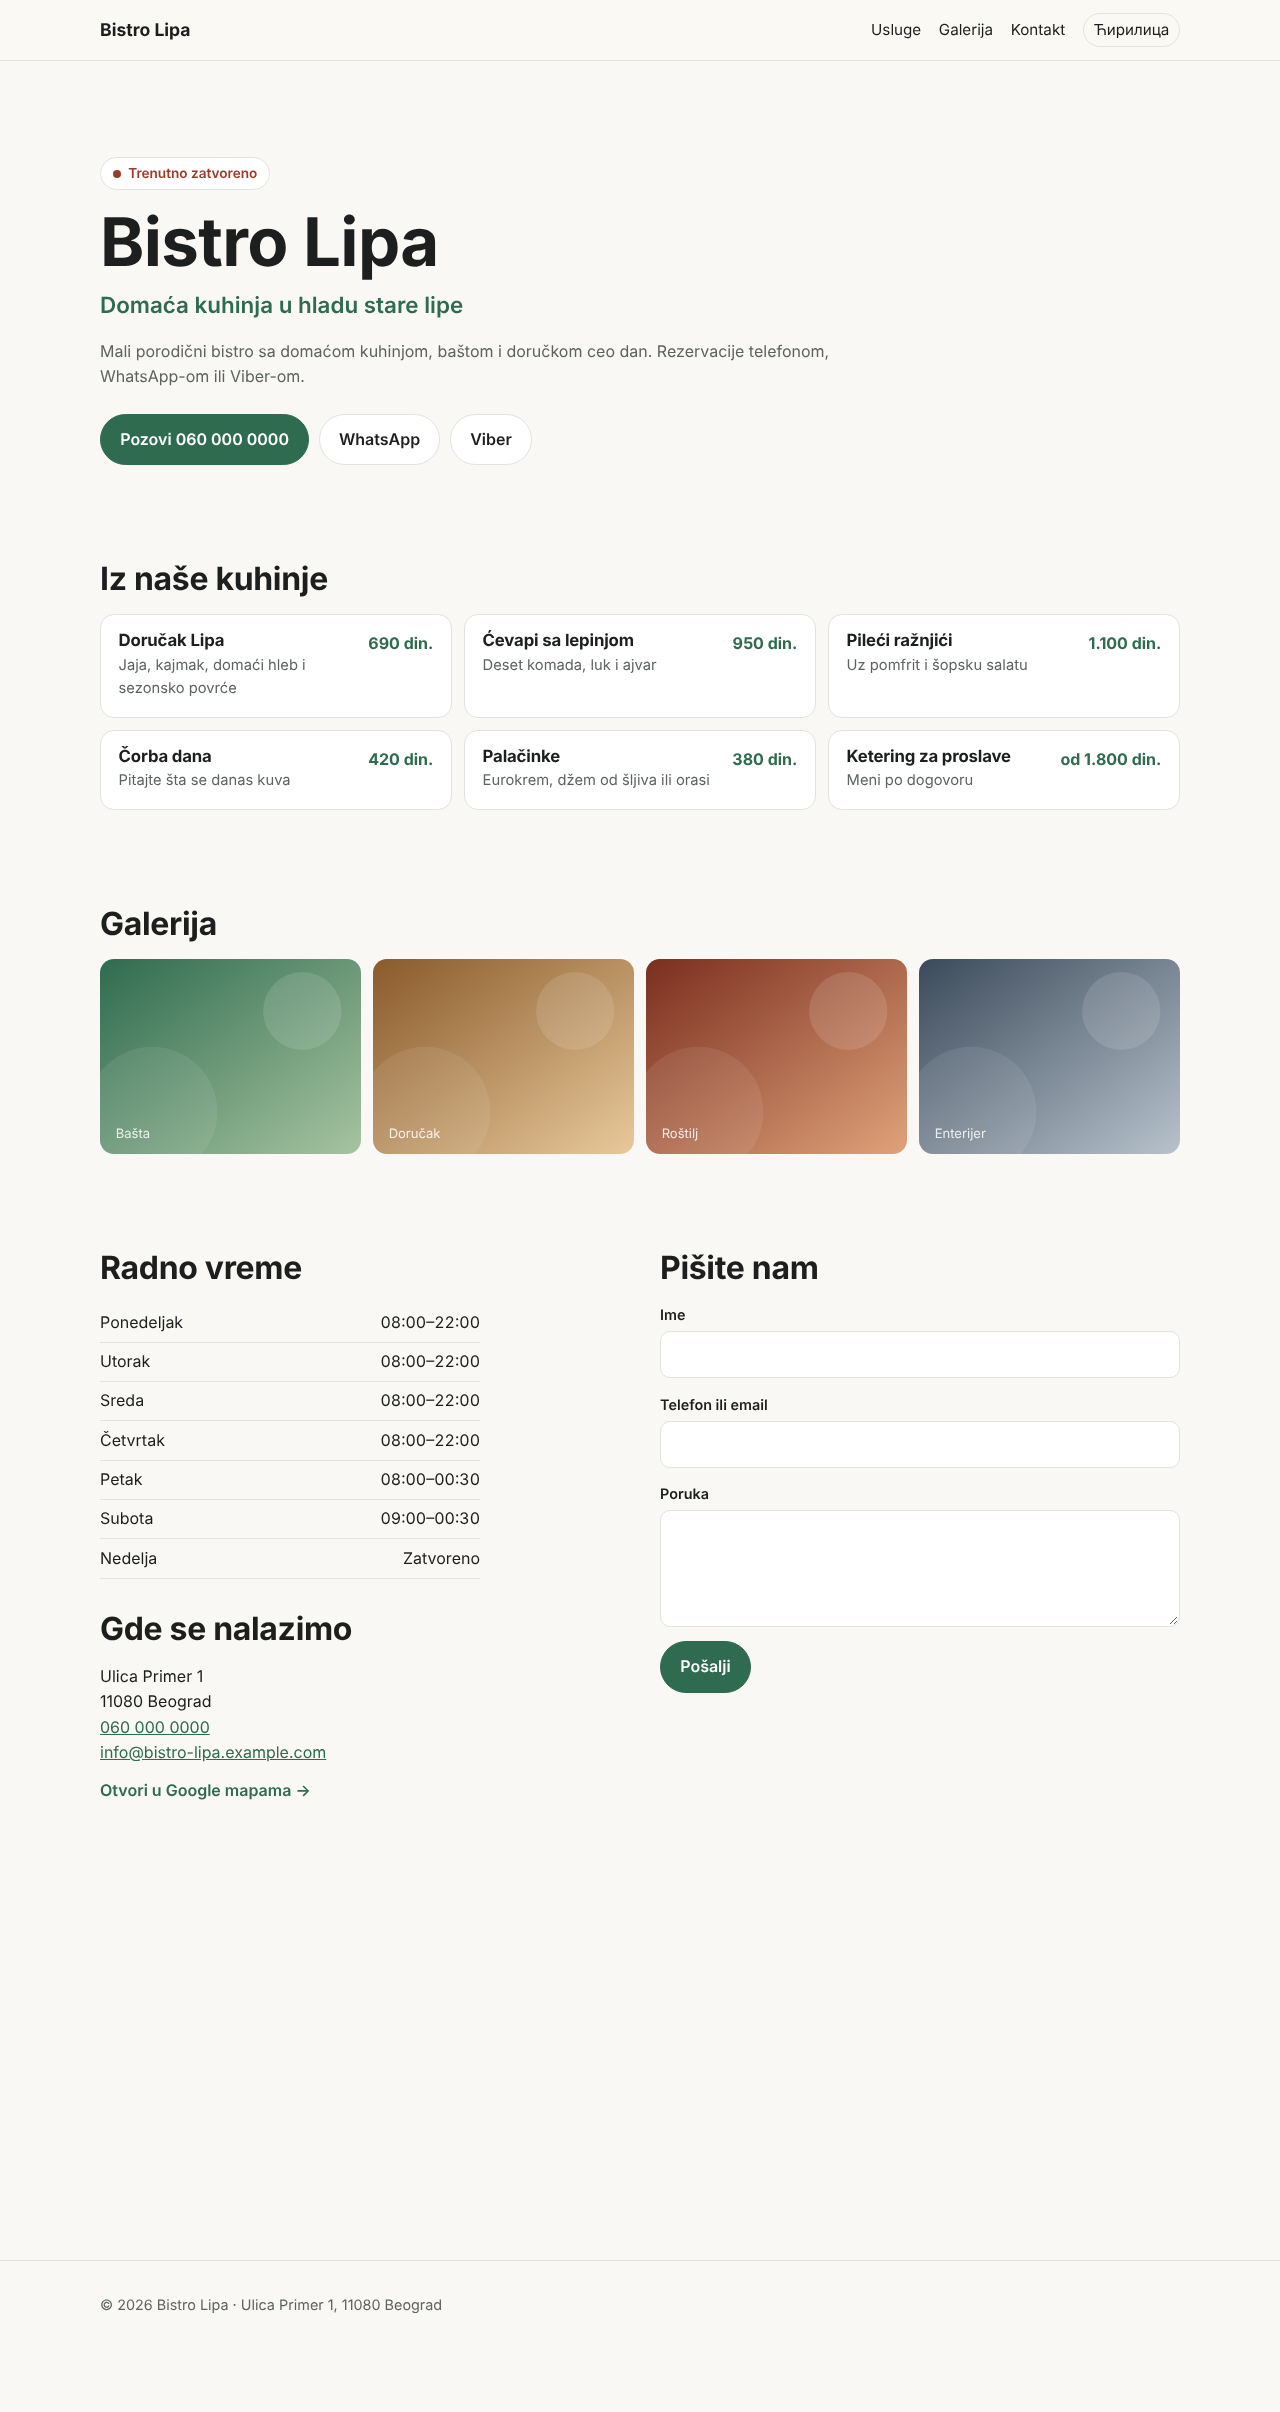 Bistro Lipa
Usluge Galerija Kontakt Ћирилица
Trenutno zatvoreno
Bistro Lipa
Domaća kuhinja u hladu stare lipe
Mali porodični bistro sa domaćom kuhinjom, baštom i doručkom ceo dan. Rezervacije telefonom,
WhatsApp-om ili Viber-om.
Pozovi 060 000 0000
WhatsApp
Viber
Iz naše kuhinje
Doručak Lipa
690 din.
Jaja, kajmak, domaći hleb i
sezonsko povrće
Ćevapi sa lepinjom
950 din.
Deset komada, luk i ajvar
Pileći ražnjići
1.100 din.
Uz pomfrit i šopsku salatu
Čorba dana
420 din.
Pitajte šta se danas kuva
Palačinke
380 din.
Eurokrem, džem od šljiva ili orasi
Ketering za proslave
od 1.800 din.
Meni po dogovoru
Galerija
Bašta
Doručak
Roštilj
Enterijer
Radno vreme
Ponedeljak 08:00–22:00
Utorak 08:00–22:00
Sreda 08:00–22:00
Četvrtak 08:00–22:00
Petak 08:00–00:30
Subota 09:00–00:30
Nedelja Zatvoreno
Gde se nalazimo
Ulica Primer 1
11080 Beograd
060 000 0000
info@bistro-lipa.example.com
Otvori u Google mapama →
Pišite nam
Ime
Telefon ili email
Poruka
Pošalji
© 2026 Bistro Lipa · Ulica Primer 1, 11080 Beograd